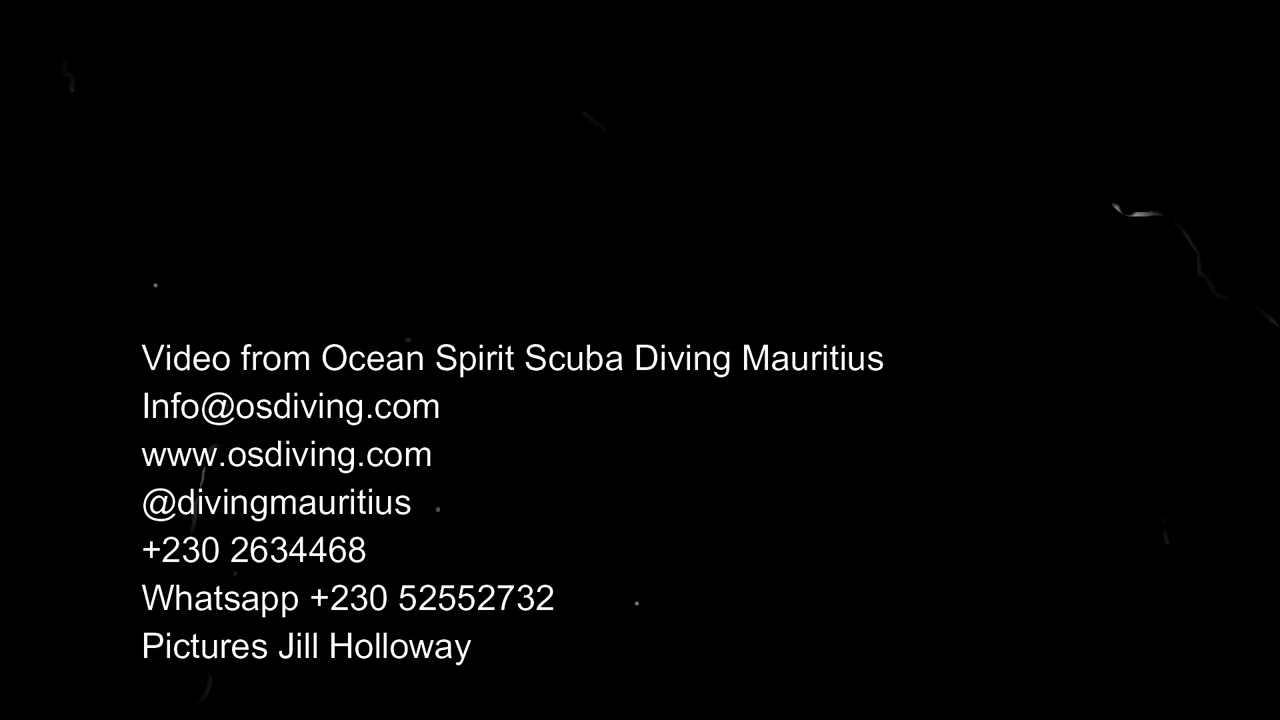 Video from Ocean Spirit Scuba Diving Mauritius
Info@osdiving.com
www.osdiving.com
@divingmauritius
+230 2634468
Whatsapp +230 52552732
Pictures Jill Holloway